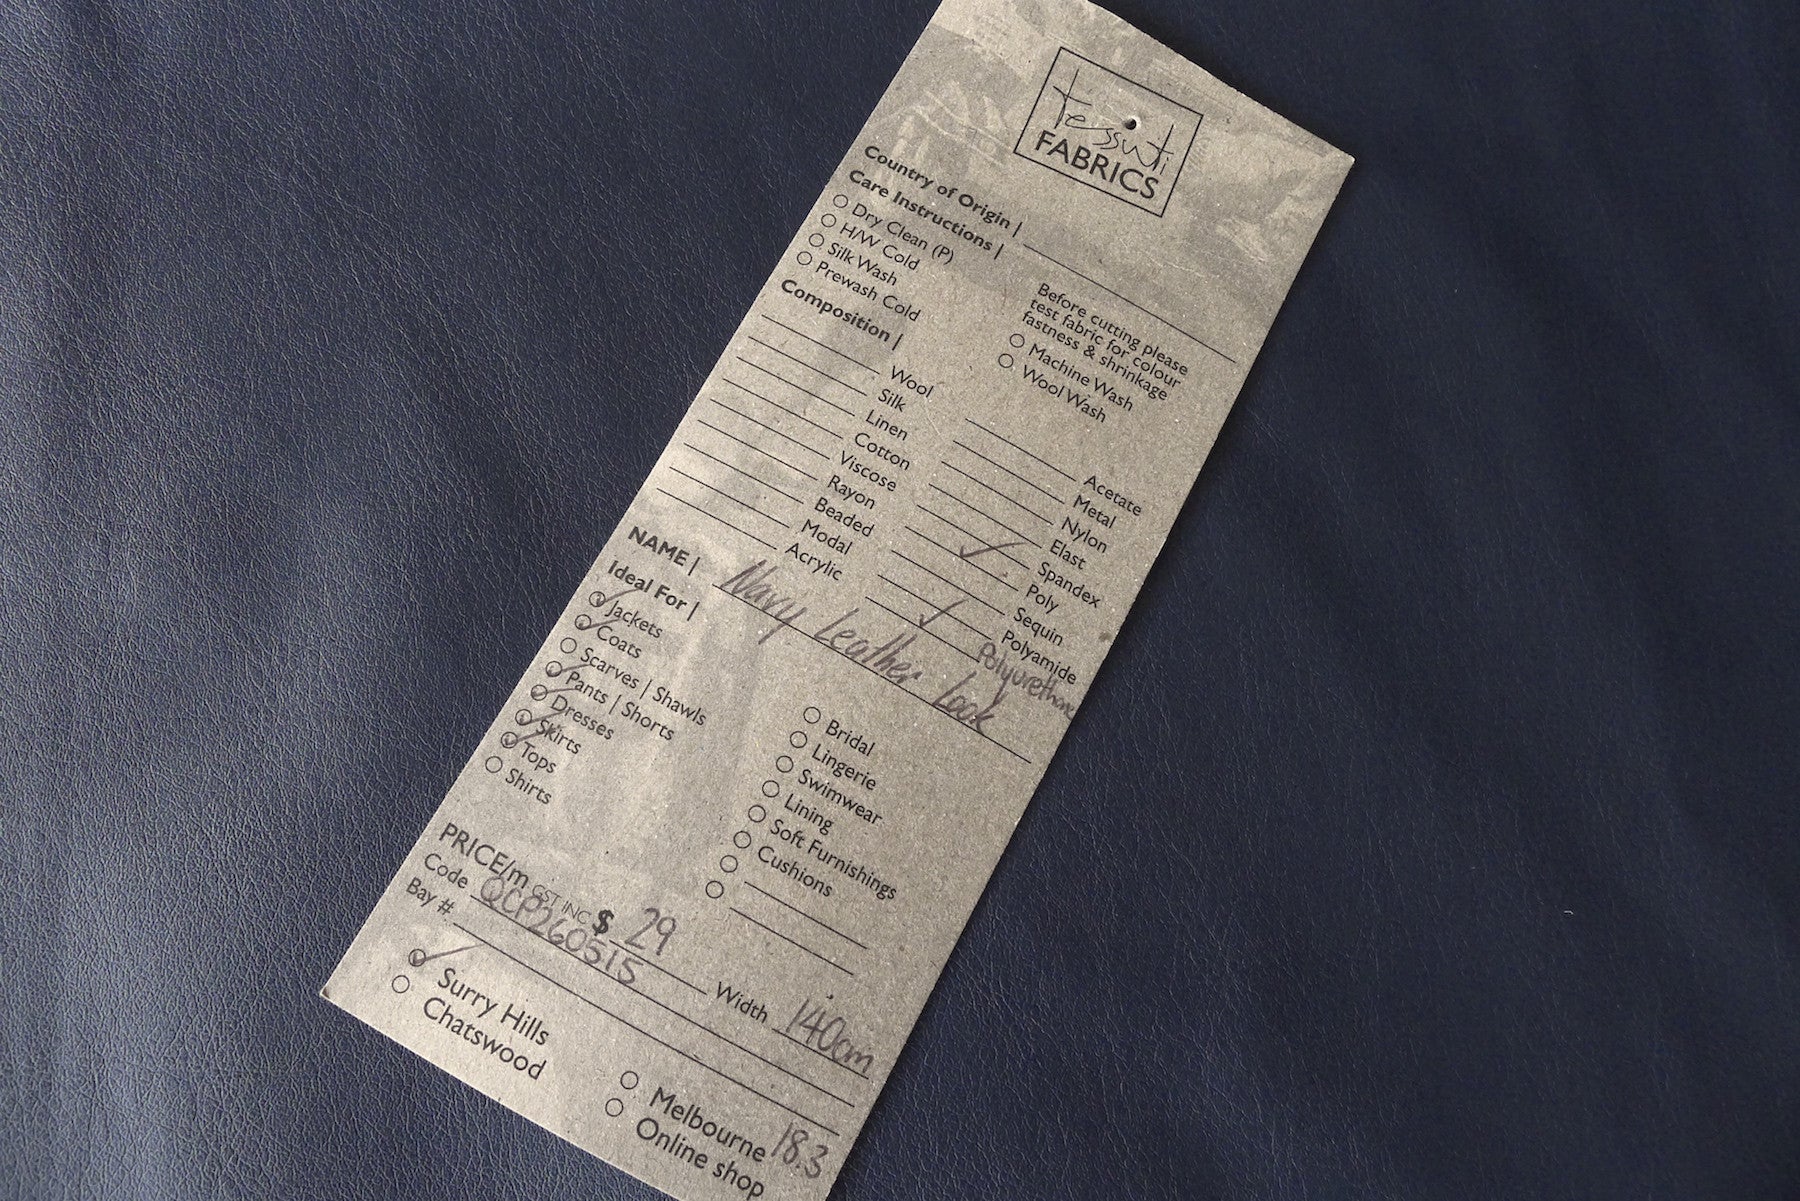 tessuti
FABRICS
Country of Origin |
Care Instructions |
Dry Clean (P)
H/W Cold
Silk Wash
Prewash Cold
Before cutting please
test fabric for colour
fastness & shrinkage
Machine Wash
Wool Wash
Composition |
Wool
Silk
Linen
Cotton
Viscose
Rayon
Beaded
Modal
Acrylic
Acetate
Metal
Nylon
Elast
Spandex
Poly
Sequin
Polyamide
Polyurethane
NAME | Navy Leather Look
Ideal For |
Jackets
Coats
Scarves | Shawls
Pants | Shorts
Dresses
Skirts
Tops
Shirts
Bridal
Lingerie
Swimwear
Lining
Soft Furnishings
Cushions
PRICE/m GST INC $ 29 Width 140cm
Code QCP260515
Bay #
Surry Hills
Chatswood
Melbourne 18.3
Online shop